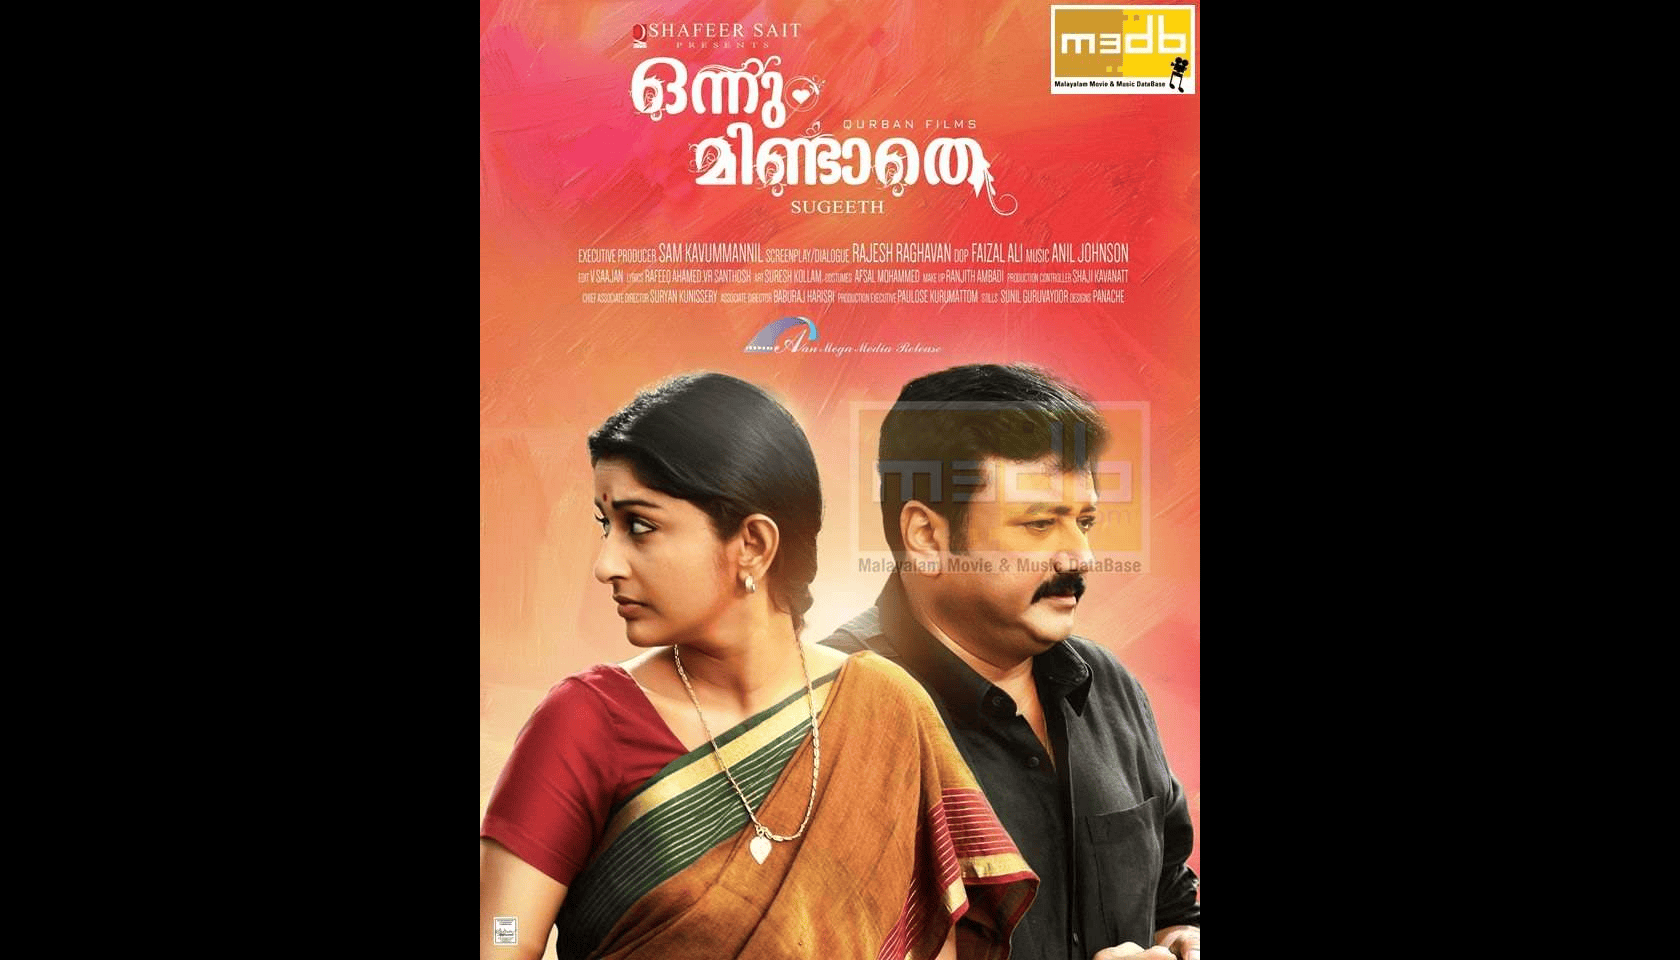 SHAFEER SAIT
PRESENTS
ഒന്നും
QURBAN FILMS
മിണ്ടാതെ
SUGEETH
EXECUTIVE PRODUCER SAM KAVUMMANNIL SCREENPLAY/DIALOGUE RAJESH RAGHAVAN DOP FAIZAL ALI MUSIC ANIL JOHNSON
EDIT V SAAJAN LYRICS RAFEEQ AHAMED.VR SANTHOSH ART SURESH KOLLAM. COSTUMES AFSAL MOHAMMED MAKE UP RANJITH AMBADI PRODUCTION CONTROLLER SHAJI KAVANATT
CHIEF ASSOCIATE DIRECTOR SURYAN KUNISSERY ASSOCIATE DIRECTOR BABURAJ HARISRI PRODUCTION EXECUTIVE PAULOSE KURUMATTOM STILLS SUNIL GURUVAYOOR DESIGNS PANACHE
Aan Mega Media Release
m3db
Malayalam Movie & Music DataBase
m3db
.com
Malayalam Movie & Music DataBase